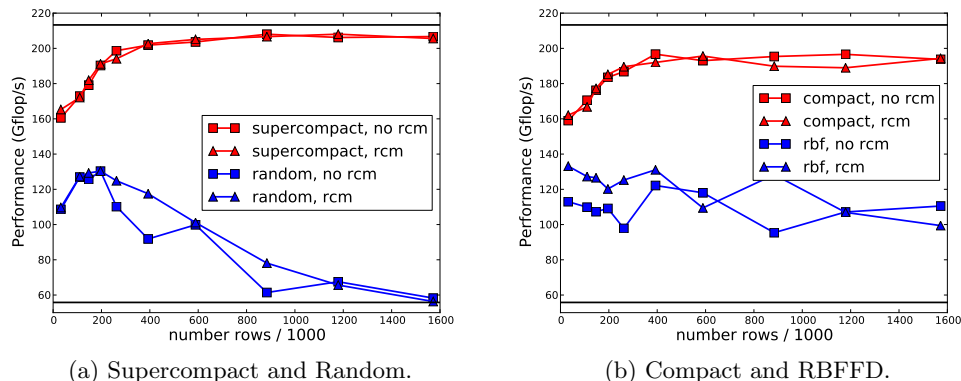 220
200
180
160
140
120
100
80
60
Performance (Gflop/s)
supercompact, no rcm
supercompact, rcm
random, no rcm
random, rcm
0 200 400 600 800 1000 1200 1400 1600
number rows / 1000
(a) Supercompact and Random.
220
200
180
160
140
120
100
80
60
Performance (Gflop/s)
compact, no rcm
compact, rcm
rbf, no rcm
rbf, rcm
0 200 400 600 800 1000 1200 1400 1600
number rows / 1000
(b) Compact and RBFFD.